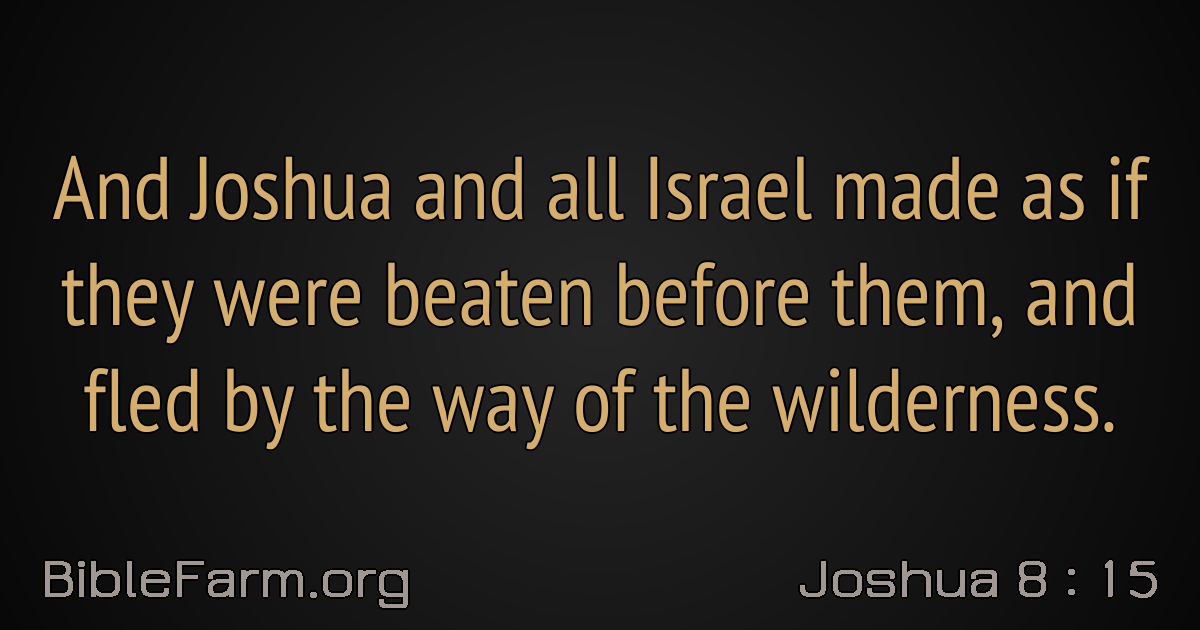 And Joshua and all Israel made as if
they were beaten before them, and
fled by the way of the wilderness.
BibleFarm.org
Joshua 8 : 15